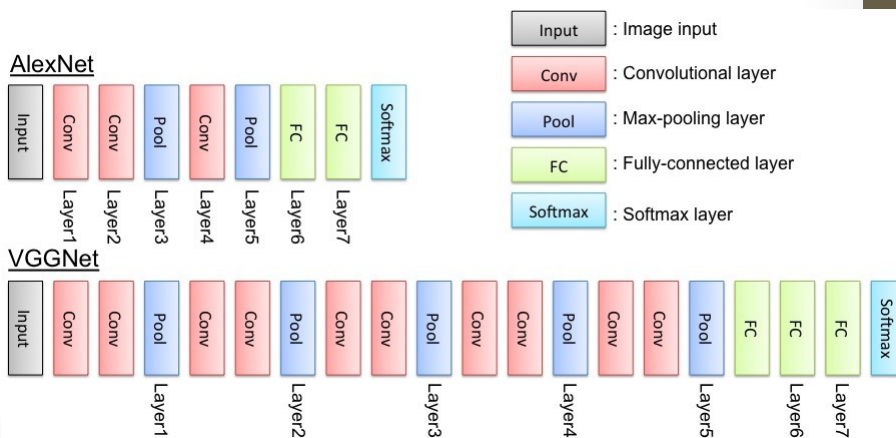 Input : Image input
Conv : Convolutional layer
Pool : Max-pooling layer
FC : Fully-connected layer
Softmax : Softmax layer
AlexNet
Input Conv Conv Pool Conv Pool FC FC Softmax
Layer1 Layer2 Layer3 Layer4 Layer5 Layer6 Layer7
VGGNet
Input Conv Conv Pool Conv Conv Pool Conv Conv Pool Conv Conv Pool Conv Conv Pool FC FC FC Softmax
Layer1 Layer2 Layer3 Layer4 Layer5 Layer6 Layer7